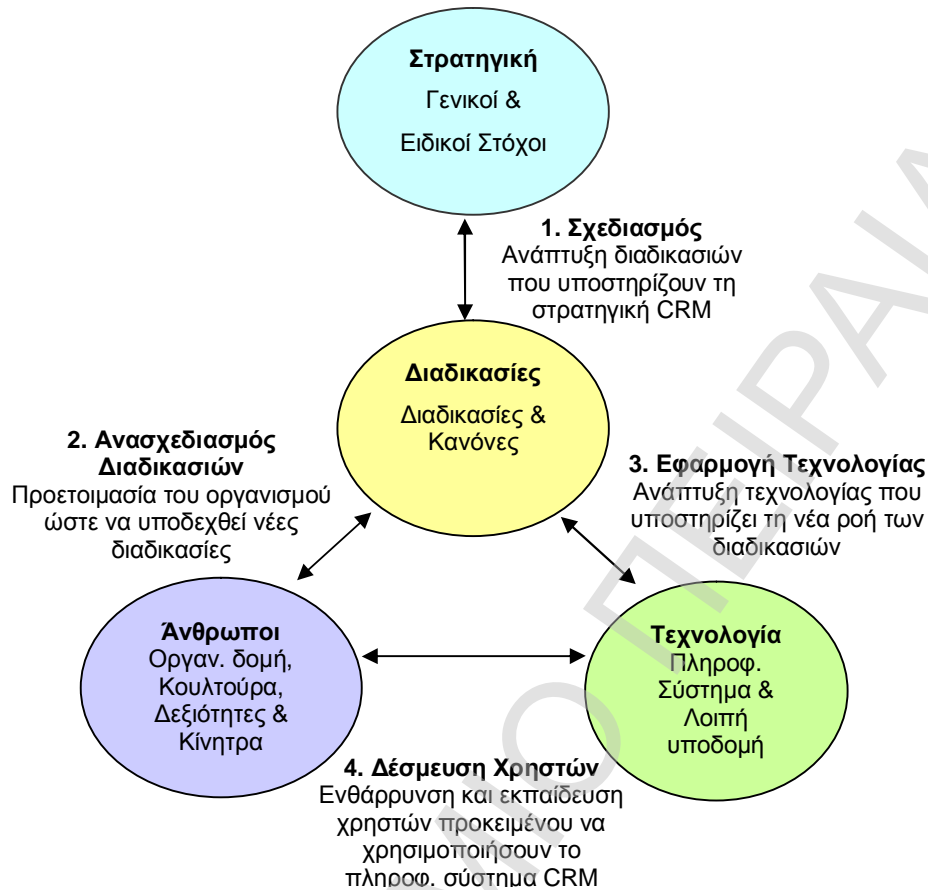 Στρατηγική
Γενικοί &
Ειδικοί Στόχοι
1. Σχεδιασμός
Ανάπτυξη διαδικασιών
που υποστηρίζουν τη
στρατηγική CRM
Διαδικασίες
Διαδικασίες &
Κανόνες
2. Ανασχεδιασμός
Διαδικασιών
Προετοιμασία του οργανισμού
ώστε να υποδεχθεί νέες
διαδικασίες
3. Εφαρμογή Τεχνολογίας
Ανάπτυξη τεχνολογίας που
υποστηρίζει τη νέα ροή των
διαδικασιών
Άνθρωποι
Οργαν. δομή,
Κουλτούρα,
Δεξιότητες &
Κίνητρα
Τεχνολογία
Πληροφ.
Σύστημα &
Λοιπή
υποδομή
4. Δέσμευση Χρηστών
Ενθάρρυνση και εκπαίδευση
χρηστών προκειμένου να
χρησιμοποιήσουν το
πληροφ. σύστημα CRM